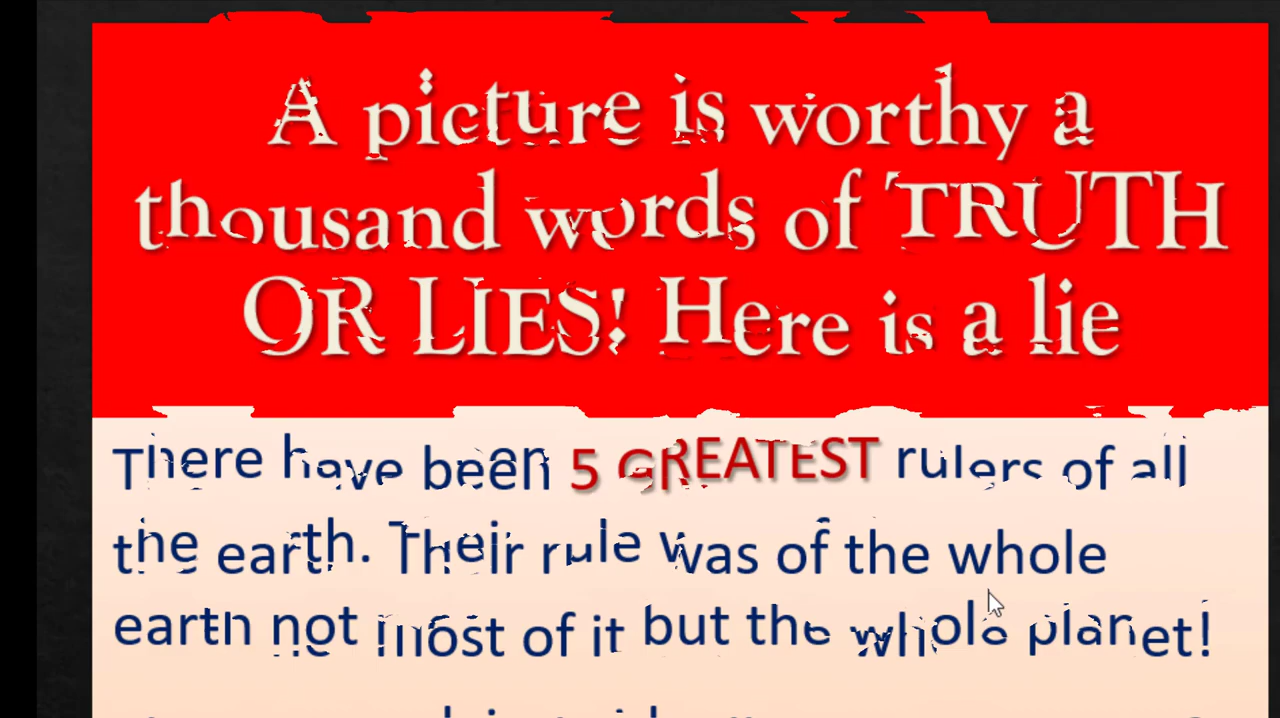 A picture is worthy a
thousand words of TRUTH
OR LIES! Here is a lie
There have been 5 GREATEST rulers of all
the earth. Their rule was of the whole
earth not most of it but the whole planet!